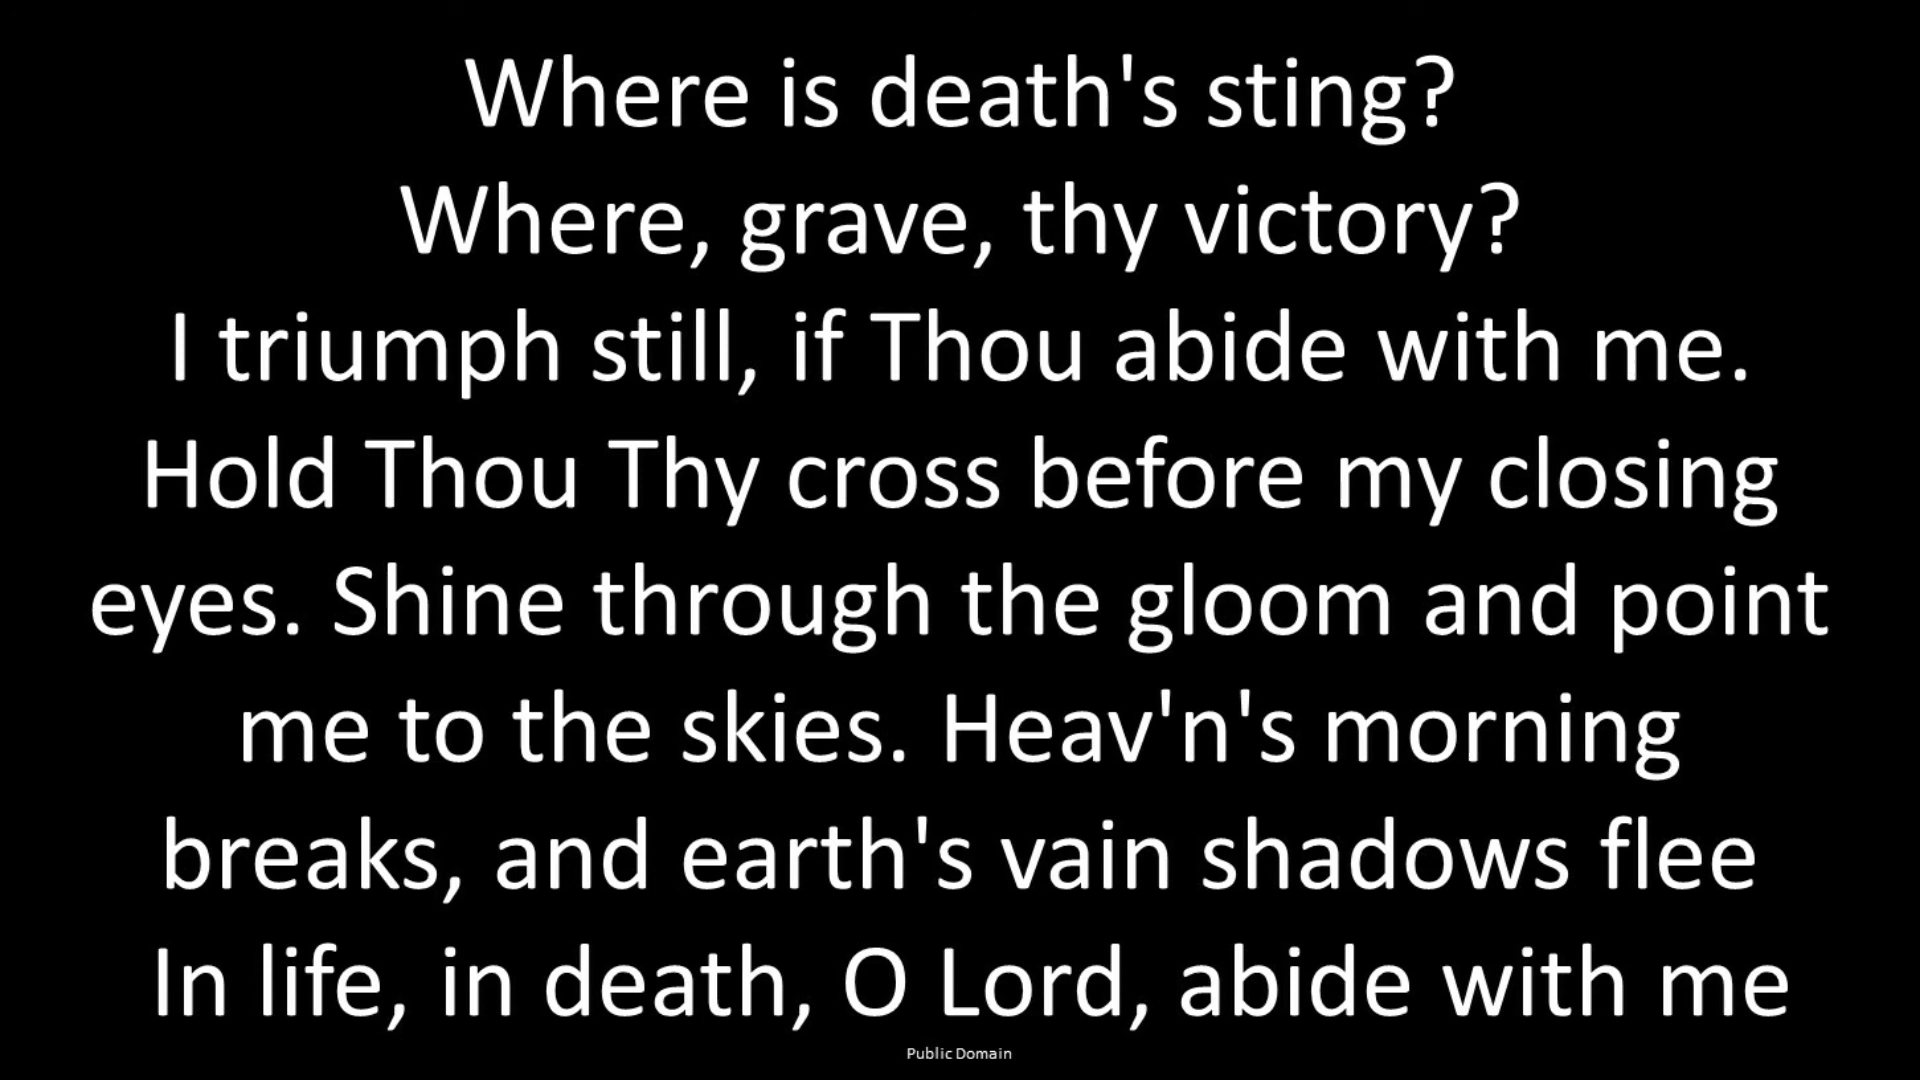 Where is death's sting?
Where, grave, thy victory?
I triumph still, if Thou abide with me.
Hold Thou Thy cross before my closing
eyes. Shine through the gloom and point
me to the skies. Heav'n's morning
breaks, and earth's vain shadows flee
In life, in death, O Lord, abide with me
Public Domain